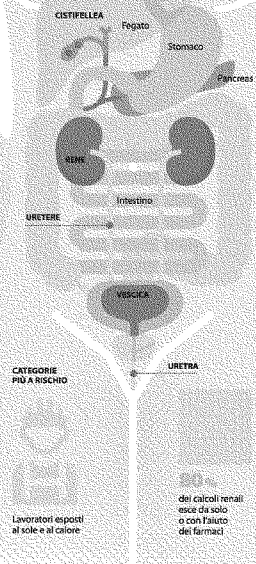 CISTIFELLEA
Fegato
Stomaco
Pancreas
RENE
Intestino
URETERE
VESCICA
URETRA
CATEGORIE
PIÙ A RISCHIO
Lavoratori esposti
al sole e al calore
80%
dei calcoli renali
esce da solo
o con l'aiuto
dei farmaci